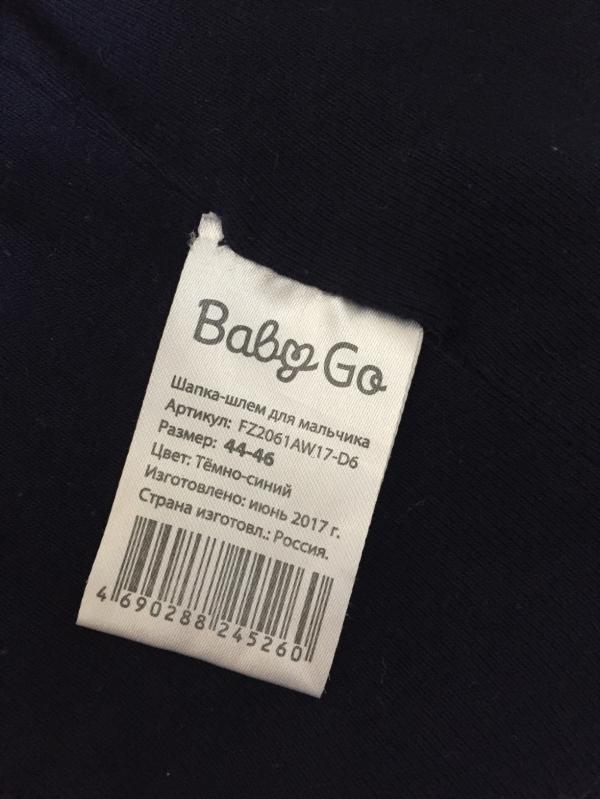 Baby Go
Шапка-шлем для мальчика
Артикул: FZ2061AW17-D6
Размер: 44-46
Цвет: Тёмно-синий
Изготовлено: июнь 2017 г.
Страна изготовл.: Россия.
4 690288 245260